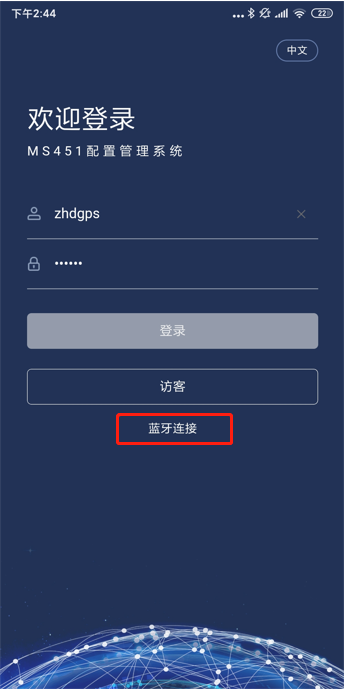 下午2:44
22
中文
欢迎登录
MS451配置管理系统
zhdgps
••••••
登录
访客
蓝牙连接